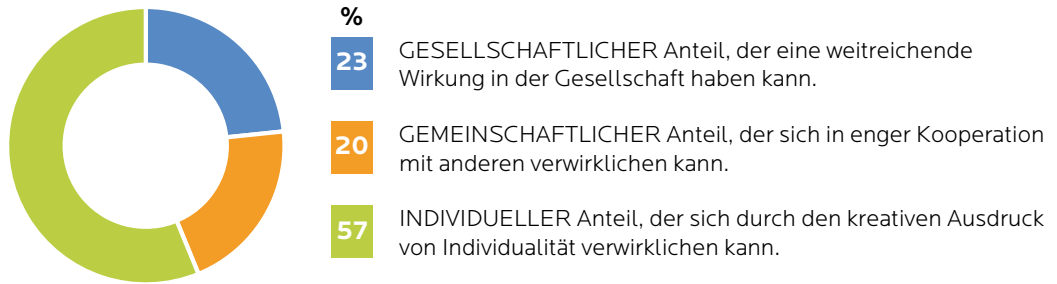 %
23 GESELLSCHAFTLICHER Anteil, der eine weitreichende
Wirkung in der Gesellschaft haben kann.
20 GEMEINSCHAFTLICHER Anteil, der sich in enger Kooperation
mit anderen verwirklichen kann.
57 INDIVIDUELLER Anteil, der sich durch den kreativen Ausdruck
von Individualität verwirklichen kann.